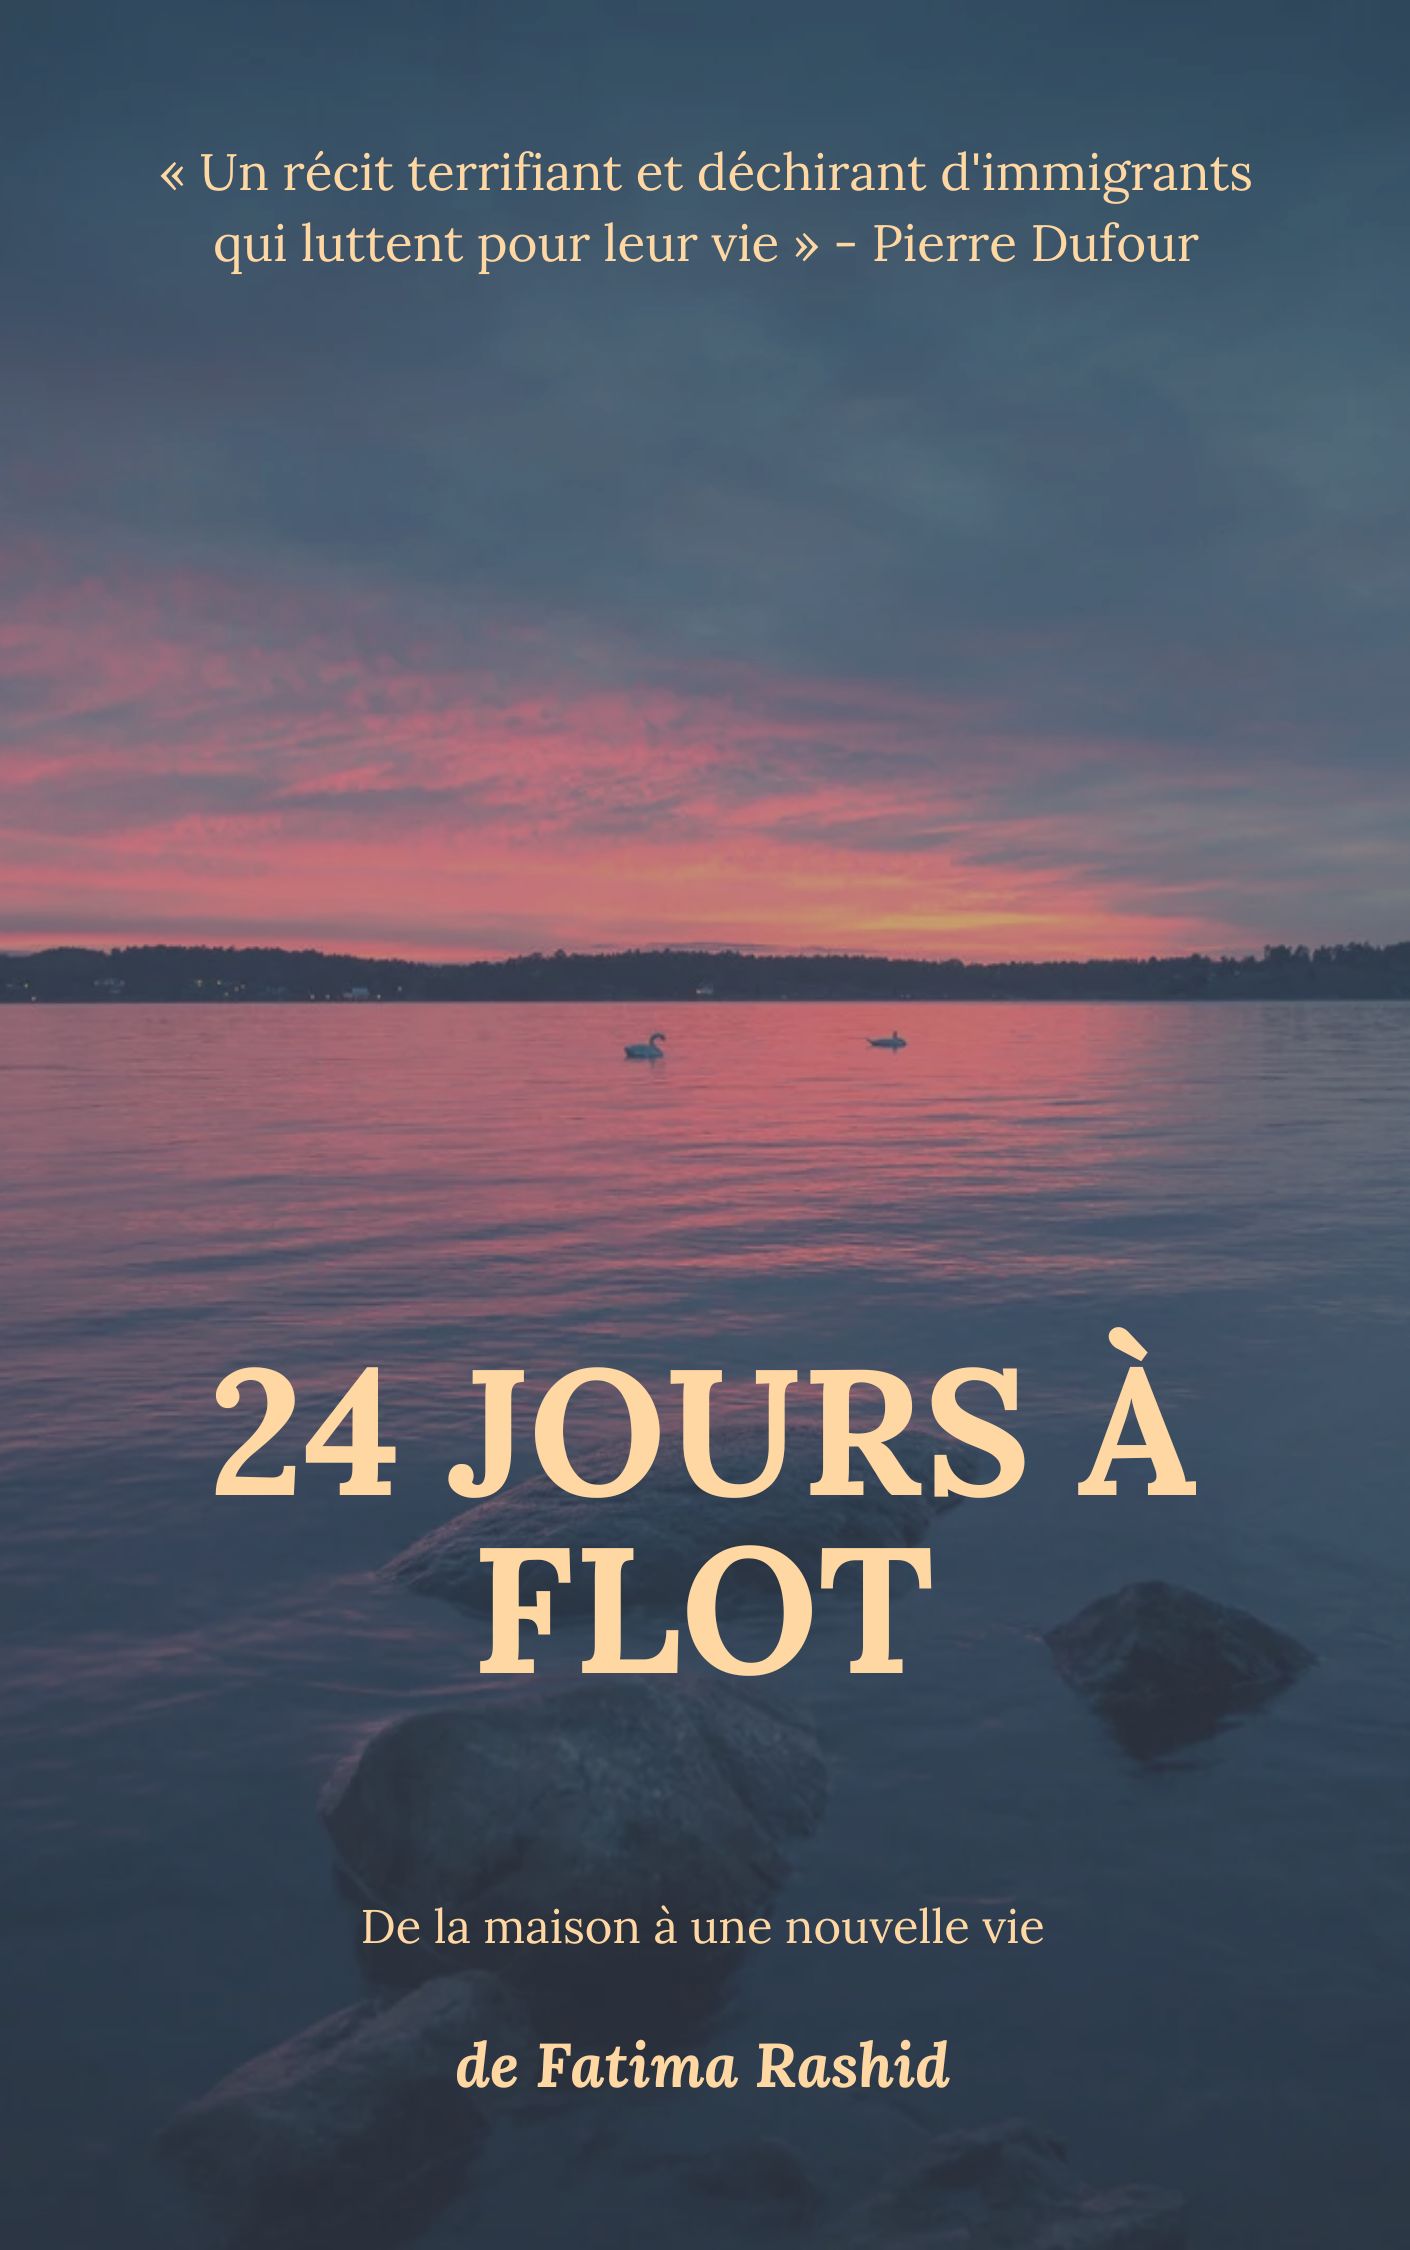 « Un récit terrifiant et déchirant d'immigrants
qui luttent pour leur vie » - Pierre Dufour
24 JOURS À
FLOT
De la maison à une nouvelle vie
de Fatima Rashid